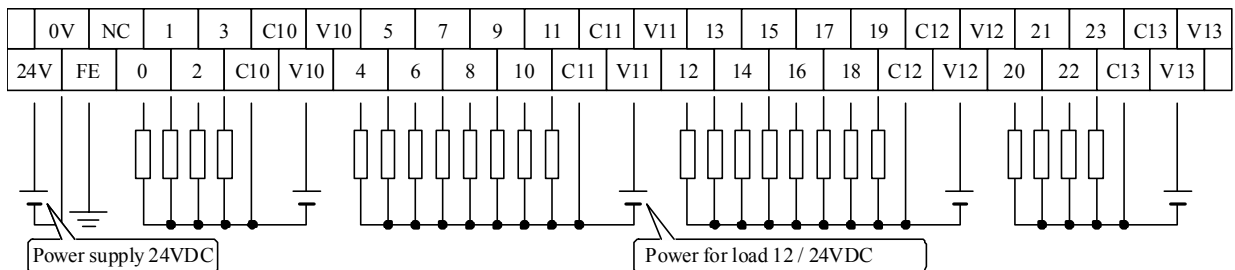 0V NC 1 3 C10 V10 5 7 9 11 C11 V11 13 15 17 19 C12 V12 21 23 C13 V13
24V FE 0 2 C10 V10 4 6 8 10 C11 V11 12 14 16 18 C12 V12 20 22 C13 V13
Power supply 24VDC
Power for load 12 / 24VDC